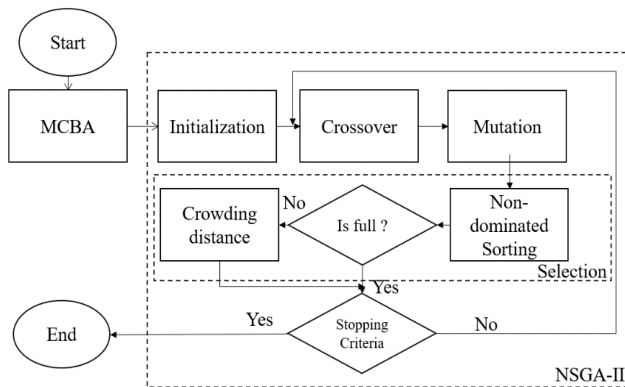 Start
MCBA
Initialization
Crossover
Mutation
Crowding
distance
No
Is full ?
Non-
dominated
Sorting
Selection
Yes
End
Yes
Stopping
Criteria
No
NSGA-II